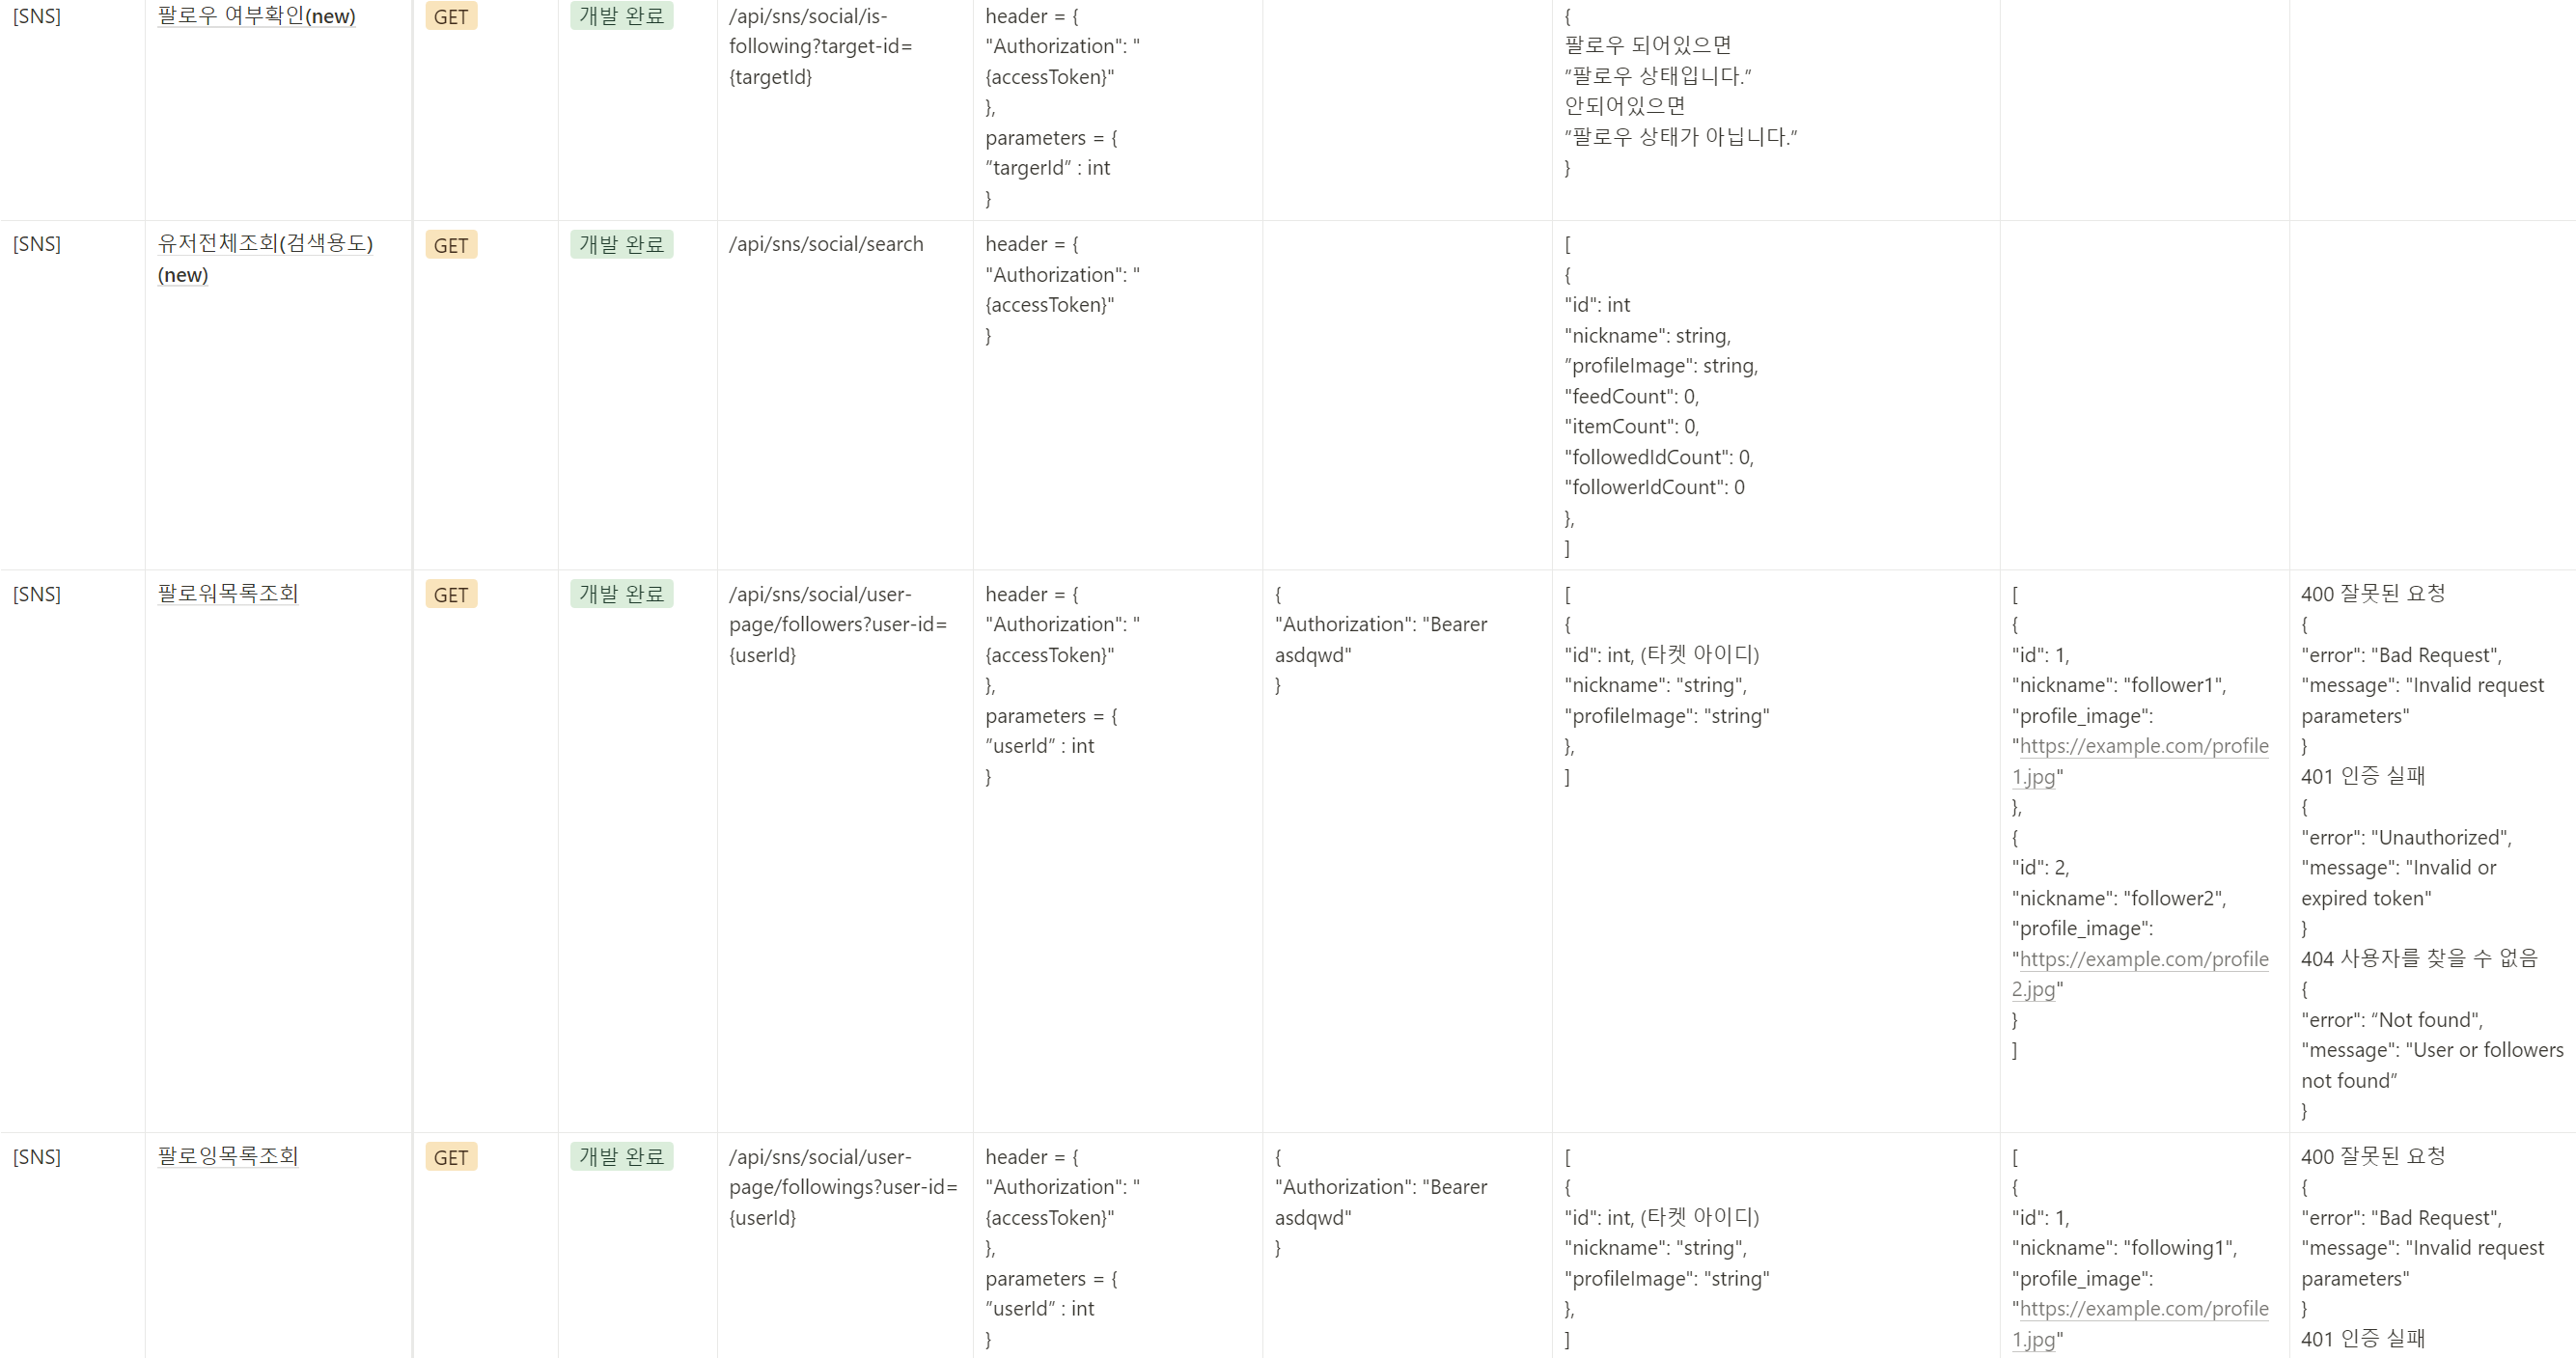 [SNS]
팔로우 여부확인(new)
GET
개발 완료
/api/sns/social/is-
following?target-id=
{targetId}
header = {
"Authorization": "
{accessToken}"
},
parameters = {
”targerId” : int
}
{
팔로우 되어있으면
”팔로우 상태입니다.”
안되어있으면
”팔로우 상태가 아닙니다.”
}
[SNS]
유저전체조회(검색용도)
(new)
GET
개발 완료
/api/sns/social/search
header = {
"Authorization": "
{accessToken}"
}
[
{
"id": int
"nickname": string,
”profileImage": string,
"feedCount": 0,
"itemCount": 0,
"followedIdCount": 0,
"followerIdCount": 0
},
]
[SNS]
팔로워목록조회
GET
개발 완료
/api/sns/social/user-
page/followers?user-id=
{userId}
header = {
"Authorization": "
{accessToken}"
},
parameters = {
”userId” : int
}
{
"Authorization": "Bearer
asdqwd"
}
[
{
"id": int, (타켓 아이디)
"nickname": "string",
"profileImage": "string"
},
]
[
{
"id": 1,
"nickname": "follower1",
"profile_image":
"https://example.com/profile
1.jpg"
},
{
"id": 2,
"nickname": "follower2",
"profile_image":
"https://example.com/profile
2.jpg"
}
]
400 잘못된 요청
{
"error": "Bad Request",
"message": "Invalid request
parameters"
}
401 인증 실패
{
"error": "Unauthorized",
"message": "Invalid or
expired token"
}
404 사용자를 찾을 수 없음
{
"error": “Not found",
"message": "User or followers
not found”
}
[SNS]
팔로잉목록조회
GET
개발 완료
/api/sns/social/user-
page/followings?user-id=
{userId}
header = {
"Authorization": "
{accessToken}"
},
parameters = {
”userId” : int
}
{
"Authorization": "Bearer
asdqwd"
}
[
{
"id": int, (타켓 아이디)
"nickname": "string",
"profileImage": "string"
},
]
[
{
"id": 1,
"nickname": "following1",
"profile_image":
"https://example.com/profile
1.jpg"
400 잘못된 요청
{
"error": "Bad Request",
"message": "Invalid request
parameters"
}
401 인증 실패